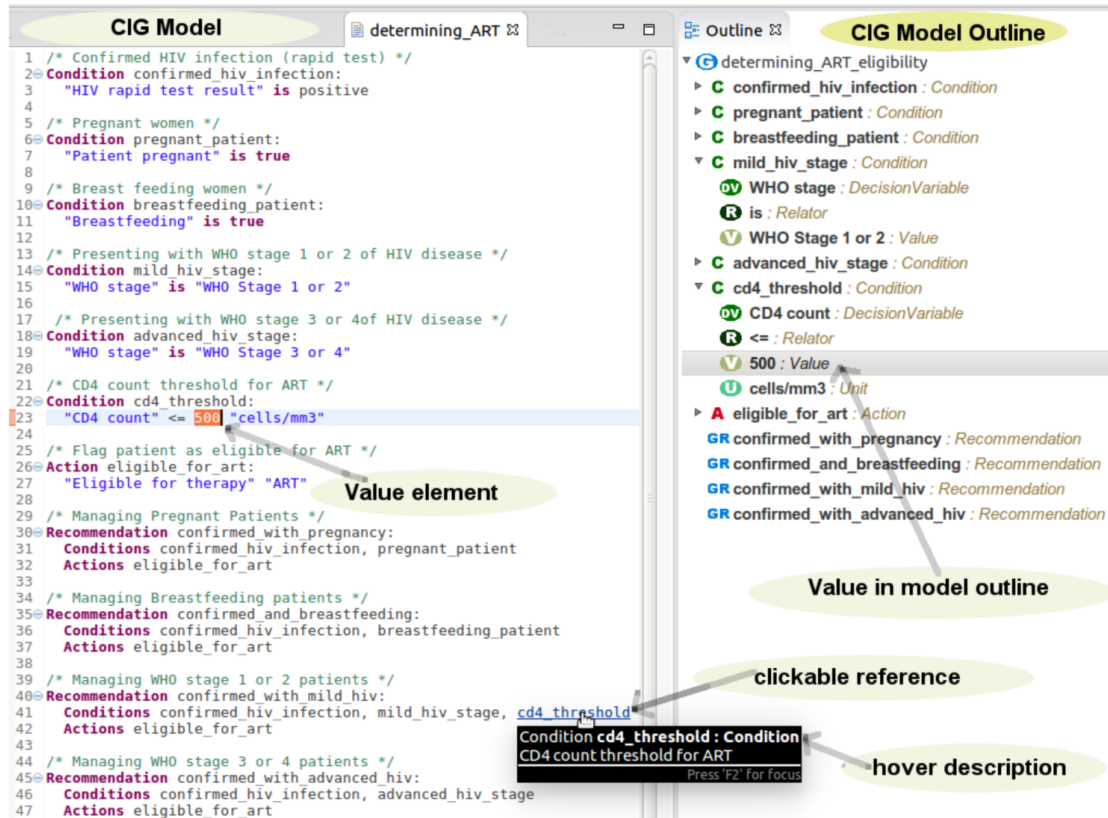 CIG Model
determining_ART
1 /* Confirmed HIV infection (rapid test) */
2 Condition confirmed_hiv_infection:
3 "HIV rapid test result" is positive
4
5 /* Pregnant women */
6 Condition pregnant_patient:
7 "Patient pregnant" is true
8
9 /* Breast feeding women */
10 Condition breastfeeding_patient:
11 "Breastfeeding" is true
12
13 /* Presenting with WHO stage 1 or 2 of HIV disease */
14 Condition mild_hiv_stage:
15 "WHO stage" is "WHO Stage 1 or 2"
16
17 /* Presenting with WHO stage 3 or 4of HIV disease */
18 Condition advanced_hiv_stage:
19 "WHO stage" is "WHO Stage 3 or 4"
20
21 /* CD4 count threshold for ART */
22 Condition cd4_threshold:
23 "CD4 count" <= 500 "cells/mm3"
24
25 /* Flag patient as eligible for ART */
26 Action eligible_for_art:
27 "Eligible for therapy" "ART"
Value element
28
29 /* Managing Pregnant Patients */
30 Recommendation confirmed_with_pregnancy:
31 Conditions confirmed_hiv_infection, pregnant_patient
32 Actions eligible_for_art
33
34 /* Managing Breastfeeding patients */
35 Recommendation confirmed_and_breastfeeding:
36 Conditions confirmed_hiv_infection, breastfeeding_patient
37 Actions eligible_for_art
38
39 /* Managing WHO stage 1 or 2 patients */
40 Recommendation confirmed_with_mild_hiv:
41 Conditions confirmed_hiv_infection, mild_hiv_stage, cd4_threshold
42 Actions eligible_for_art
43
44 /* Managing WHO stage 3 or 4 patients */
45 Recommendation confirmed_with_advanced_hiv:
46 Conditions confirmed_hiv_infection, advanced_hiv_stage
47 Actions eligible_for_art
Condition cd4_threshold : Condition
CD4 count threshold for ART
Press 'F2' for focus
Outline
CIG Model Outline
G determining_ART_eligibility
C confirmed_hiv_infection : Condition
C pregnant_patient : Condition
C breastfeeding_patient : Condition
C mild_hiv_stage : Condition
DV WHO stage : DecisionVariable
R is : Relator
V WHO Stage 1 or 2 : Value
C advanced_hiv_stage : Condition
C cd4_threshold : Condition
DV CD4 count : DecisionVariable
R <= : Relator
V 500 : Value
U cells/mm3 : Unit
A eligible_for_art : Action
GR confirmed_with_pregnancy : Recommendation
GR confirmed_and_breastfeeding : Recommendation
GR confirmed_with_mild_hiv : Recommendation
GR confirmed_with_advanced_hiv : Recommendation
Value in model outline
clickable reference
hover description